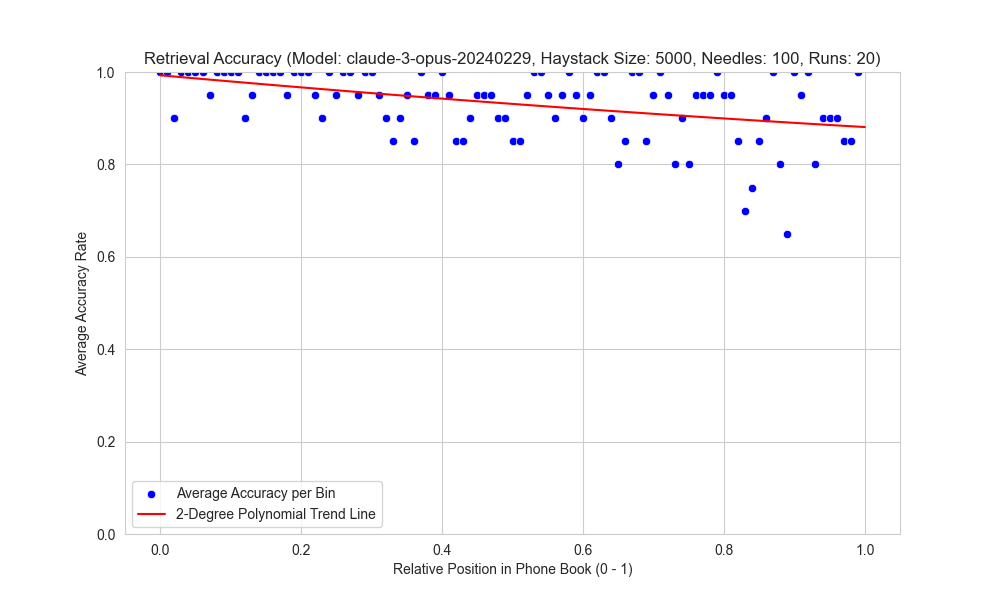 Retrieval Accuracy (Model: claude-3-opus-20240229, Haystack Size: 5000, Needles: 100, Runs: 20)
1.0
0.8
0.6
0.4
0.2
0.0
Average Accuracy Rate
Average Accuracy per Bin
2-Degree Polynomial Trend Line
0.0 0.2 0.4 0.6 0.8 1.0
Relative Position in Phone Book (0 - 1)